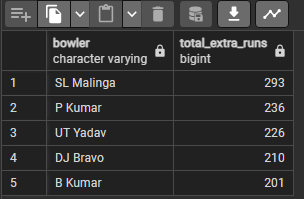 bowler total_extra_runs
character varying bigint
1 SL Malinga 293
2 P Kumar 236
3 UT Yadav 226
4 DJ Bravo 210
5 B Kumar 201